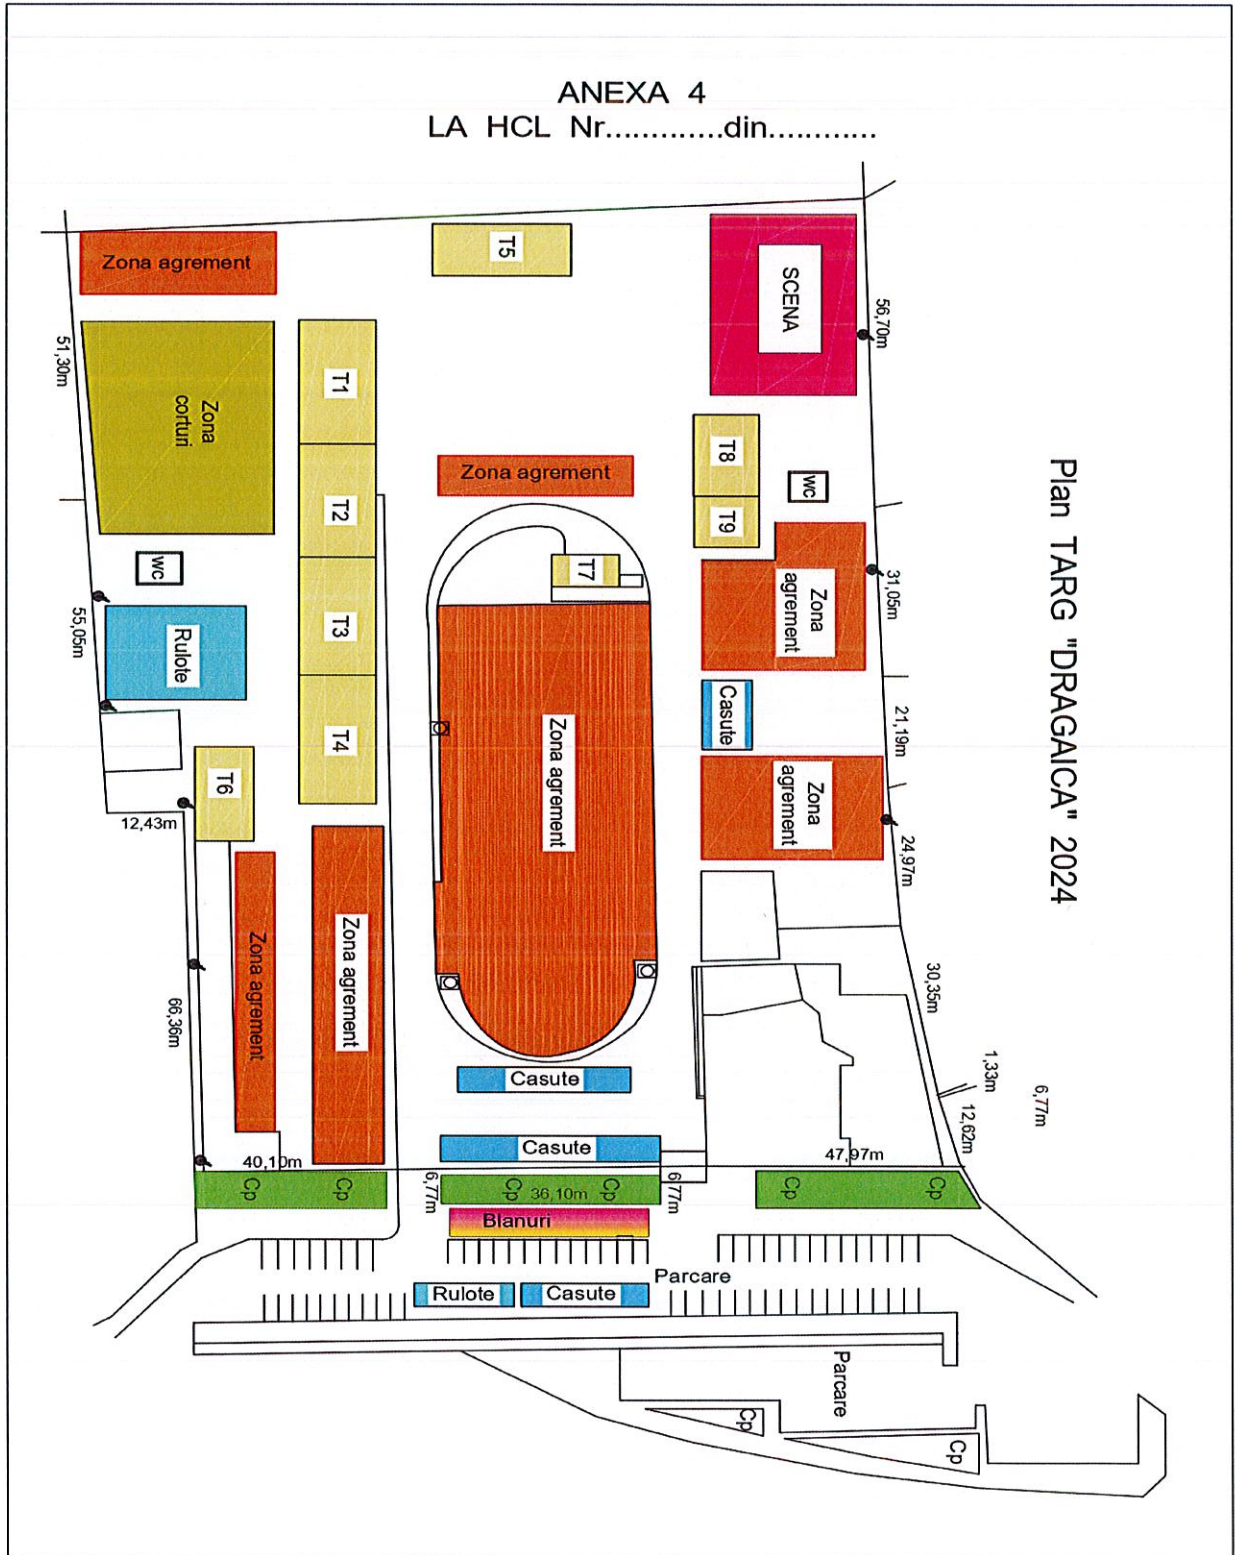 ANEXA 4
LA HCL Nr.............din............
Plan TARG "DRAGAICA" 2024
Zona agrement
T5
SCENA
56,70m
51,30m
Zona
corturi
T1
T8
Zona agrement
wc
T2
T9
wc
T7
31,05m
Zona
agrement
55,05m
Rulote
T3
Casute
21,19m
T4
Zona agrement
Zona
agrement
T6
12,43m
24,97m
Zona agrement
Zona agrement
30,35m
66,36m
1,33m
6,77m
12,62m
Casute
Casute
40,10m
47,97m
Cp
Cp
6,77m
Cp
36,10m
Cp
6,77m
Cp
Cp
Blanuri
Parcare
Rulote
Casute
Parcare
Cp
Cp